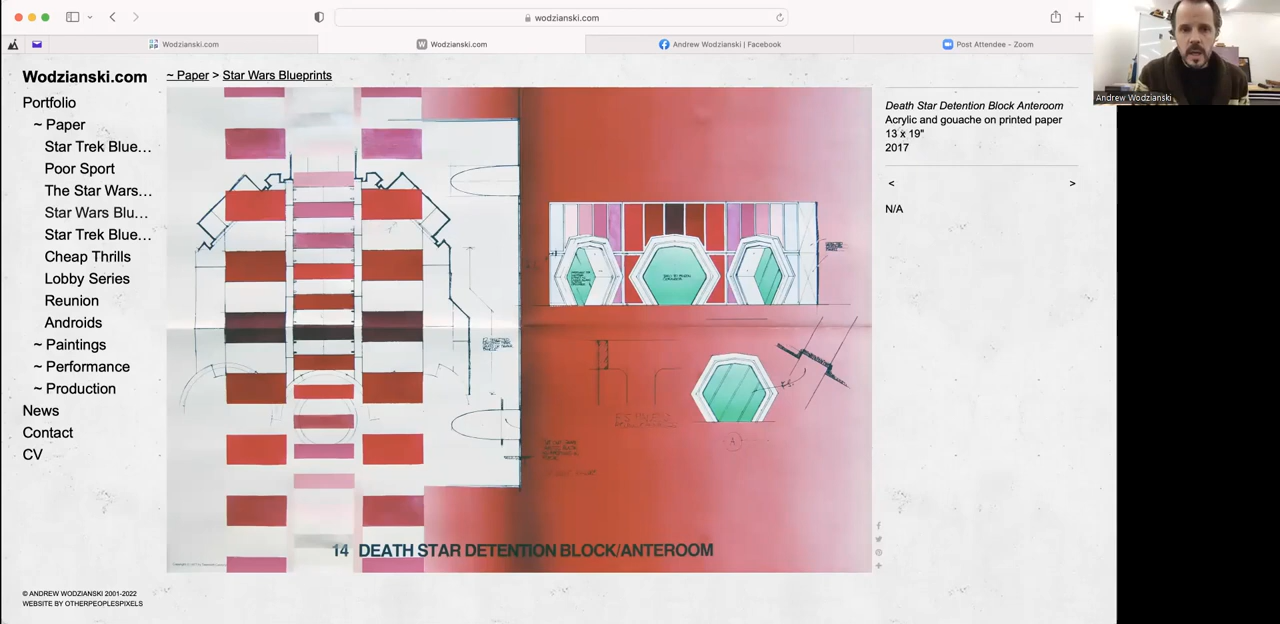 wodzianski.com
Wodzianski.com
Wodzianski.com
Andrew Wodzianski | Facebook
Post Attendee - Zoom
Andrew Wodzianski
Wodzianski.com
~ Paper > Star Wars Blueprints
Portfolio
~ Paper
Star Trek Blue…
Poor Sport
The Star Wars…
Star Wars Blu…
Star Trek Blue…
Cheap Thrills
Lobby Series
Reunion
Androids
~ Paintings
~ Performance
~ Production
News
Contact
CV
Death Star Detention Block Anteroom
Acrylic and gouache on printed paper
13 x 19"
2017
<
>
N/A
A
14 DEATH STAR DETENTION BLOCK/ANTEROOM
© ANDREW WODZIANSKI 2001-2022
WEBSITE BY OTHERPEOPLESPIXELS